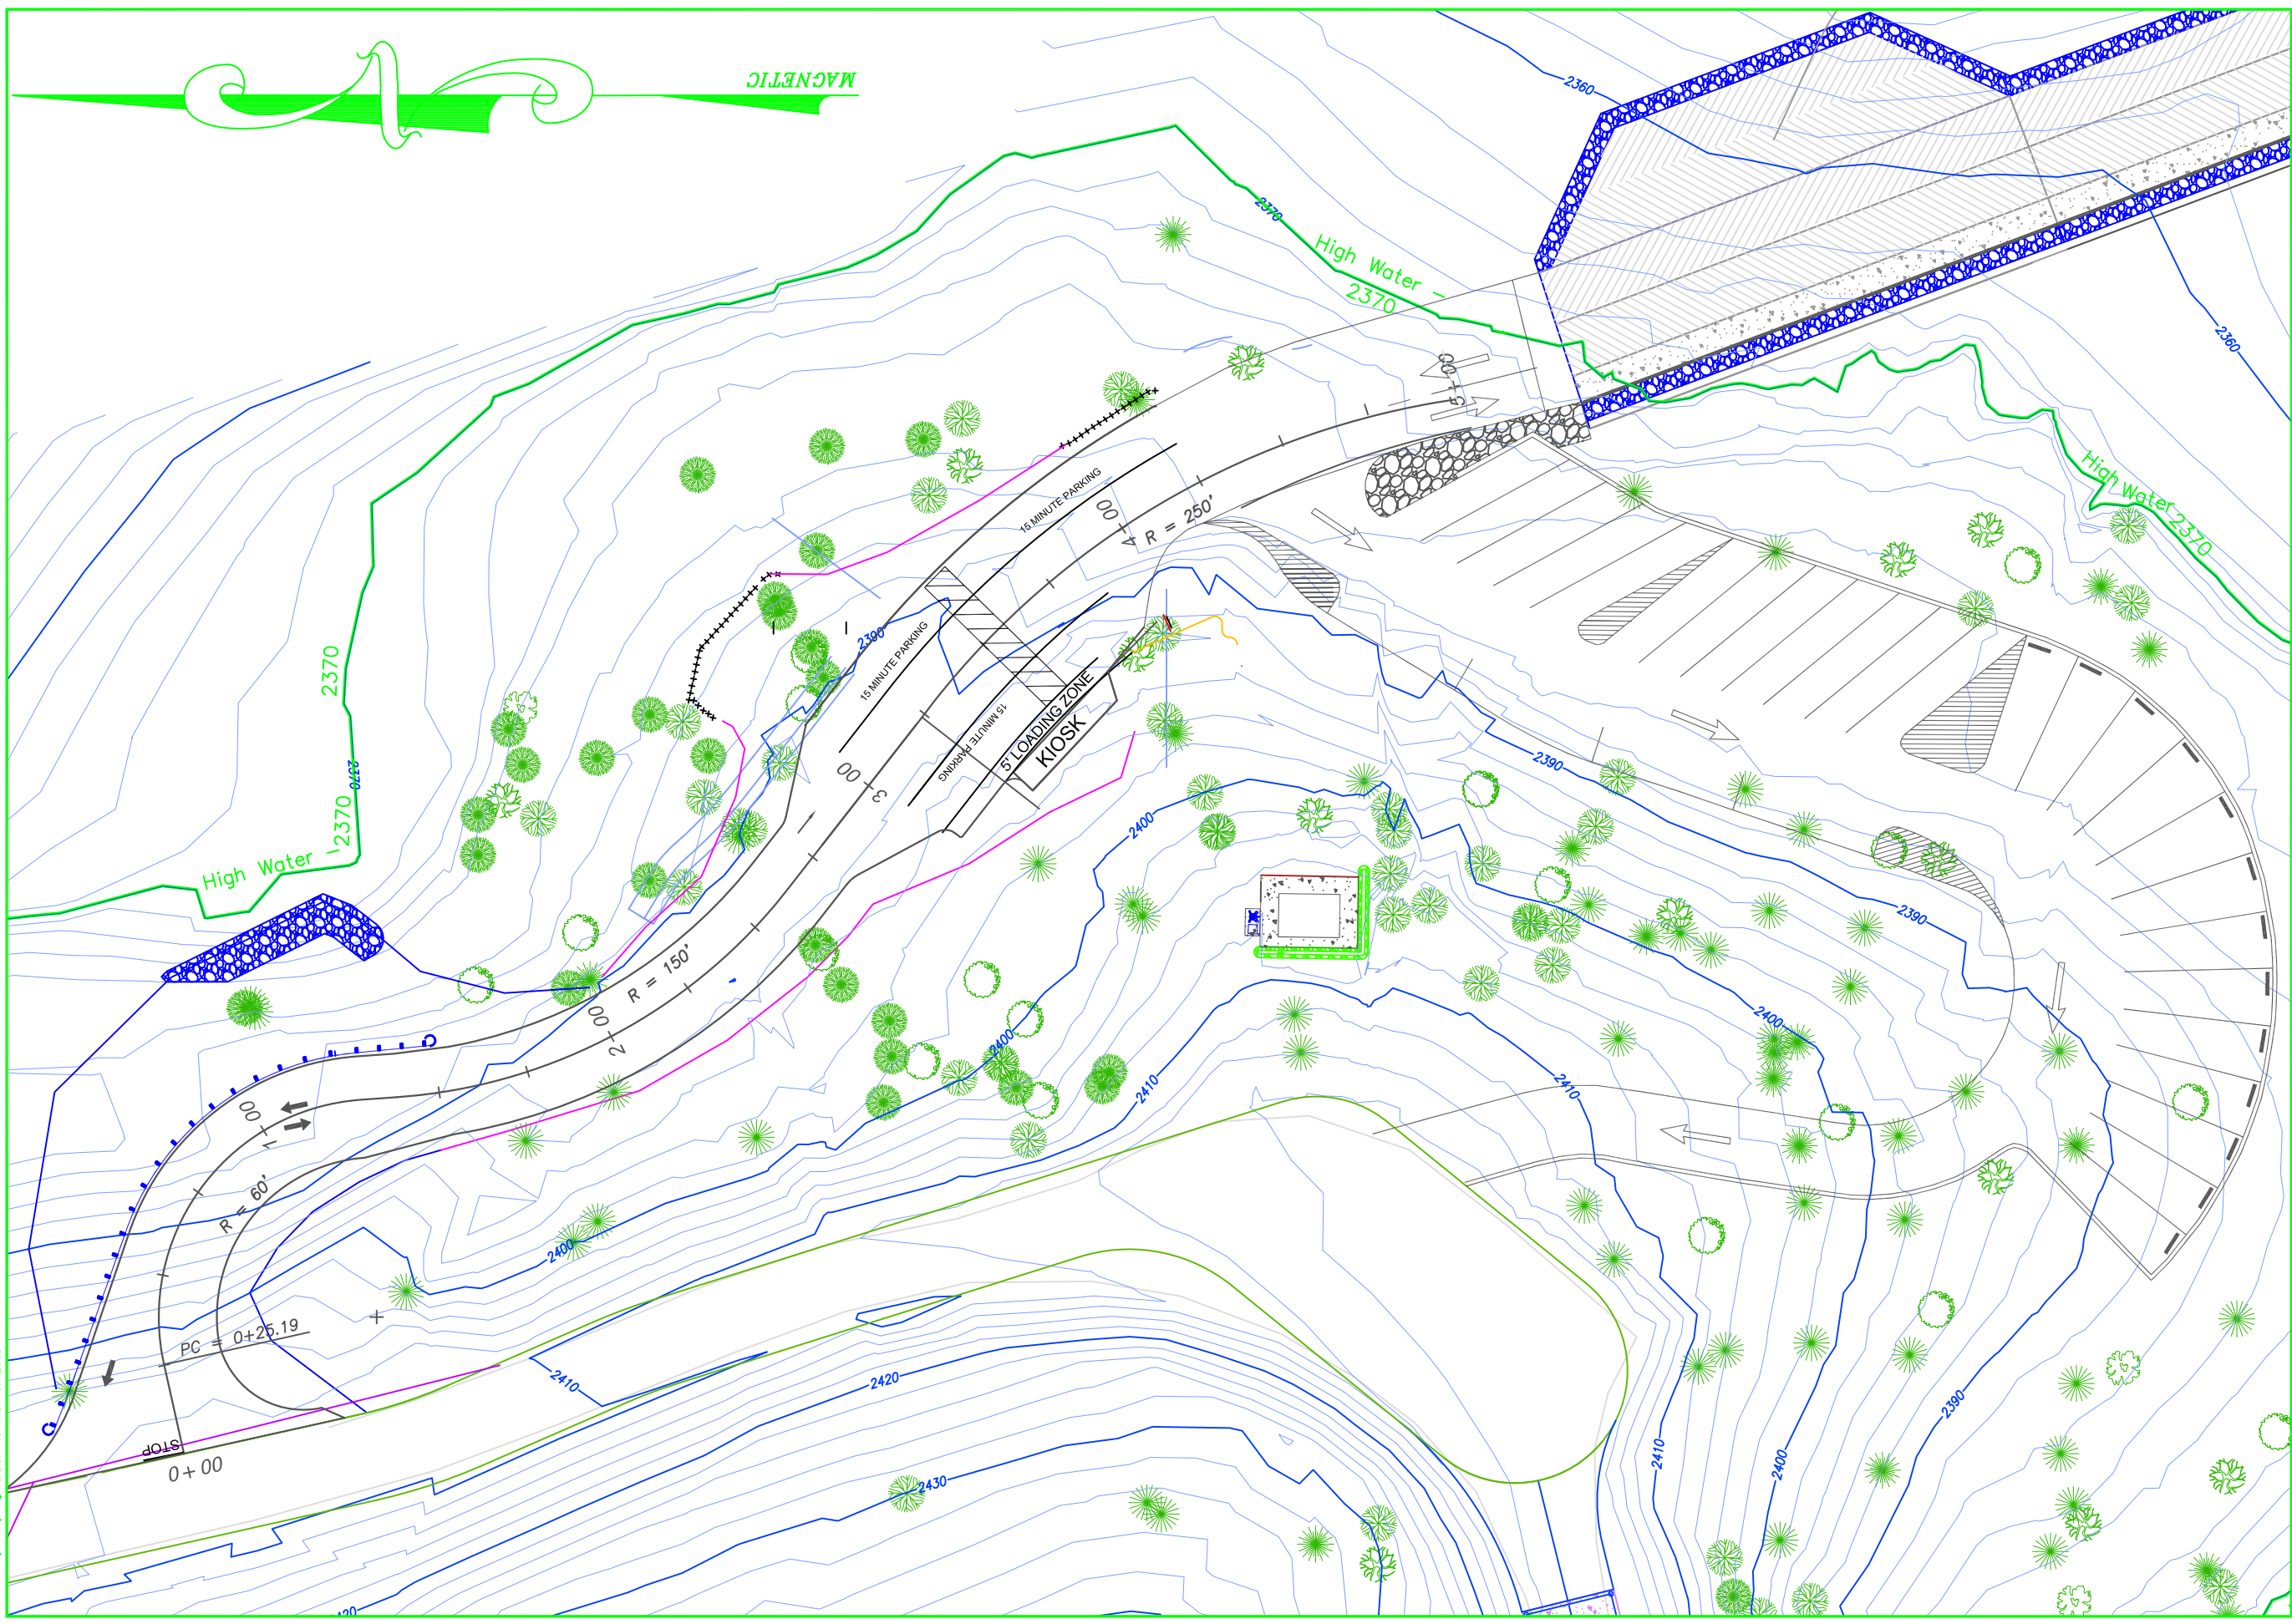 N
MAGNETIC
2360
2370
High Water -
2370
2360
5+00
High Water 2370
15 MINUTE PARKING
4+00
R = 250'
2390
15 MINUTE PARKING
15 MINUTE PARKING
5' LOADING ZONE
KIOSK
2370
2370
2370
High Water -
3+00
2390
2400
2390
R = 150'
2+00
2400
2400
2410
2410
1+00
R = 60'
2400
PC = 0+25.19
2410
2420
2390
STOP
0+00
2410
2400
2430
2420